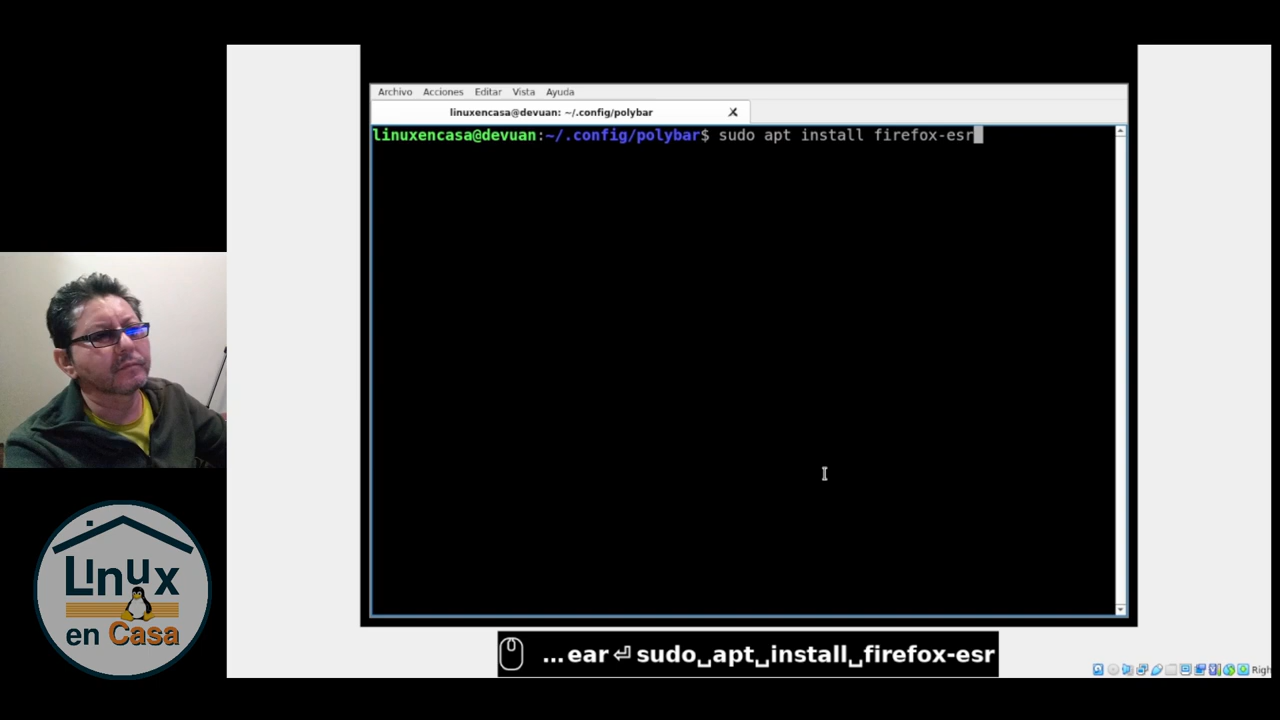 Archivo Acciones Editar Vista Ayuda
linuxencasa@devuan: ~/.config/polybar
linuxencasa@devuan:~/.config/polybar$ sudo apt install firefox-esr
Linux
en Casa
...ear⏎sudo␣apt␣install␣firefox-esr
Righ